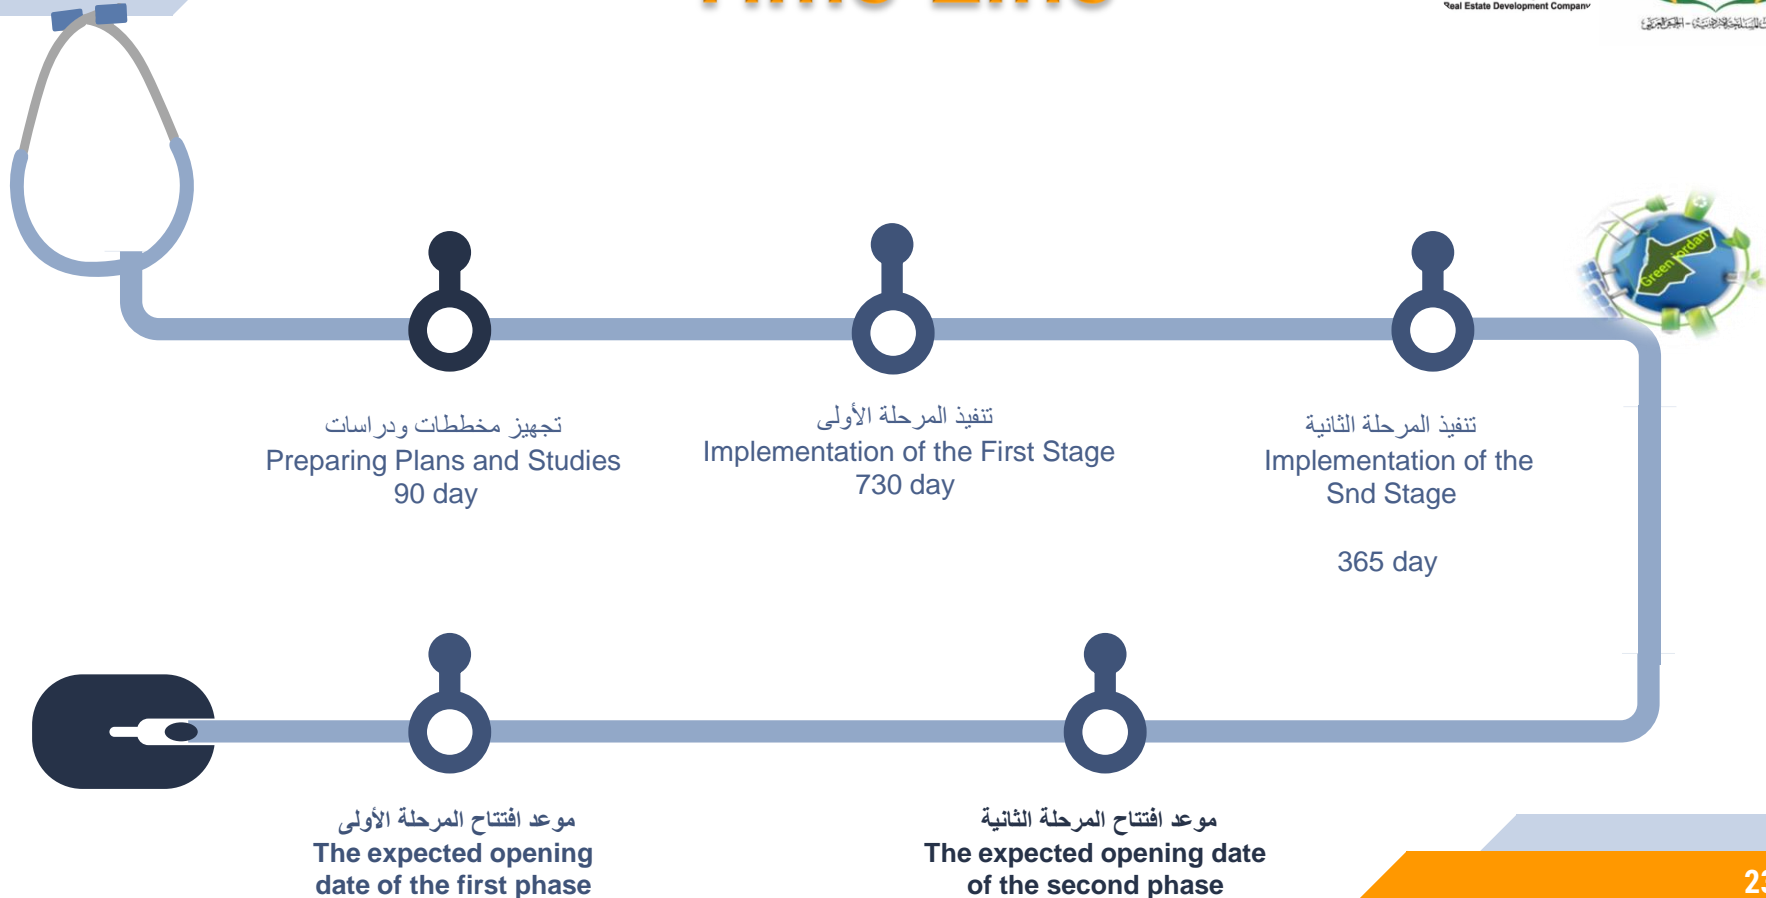 Time Line
Real Estate Development Company
Green jordan
تجهيز مخططات ودراسات
Preparing Plans and Studies
90 day
تنفيذ المرحلة الأولى
Implementation of the First Stage
730 day
تنفيذ المرحلة الثانية
Implementation of the
Snd Stage
365 day
موعد افتتاح المرحلة الأولى
The expected opening
date of the first phase
موعد افتتاح المرحلة الثانية
The expected opening date
of the second phase